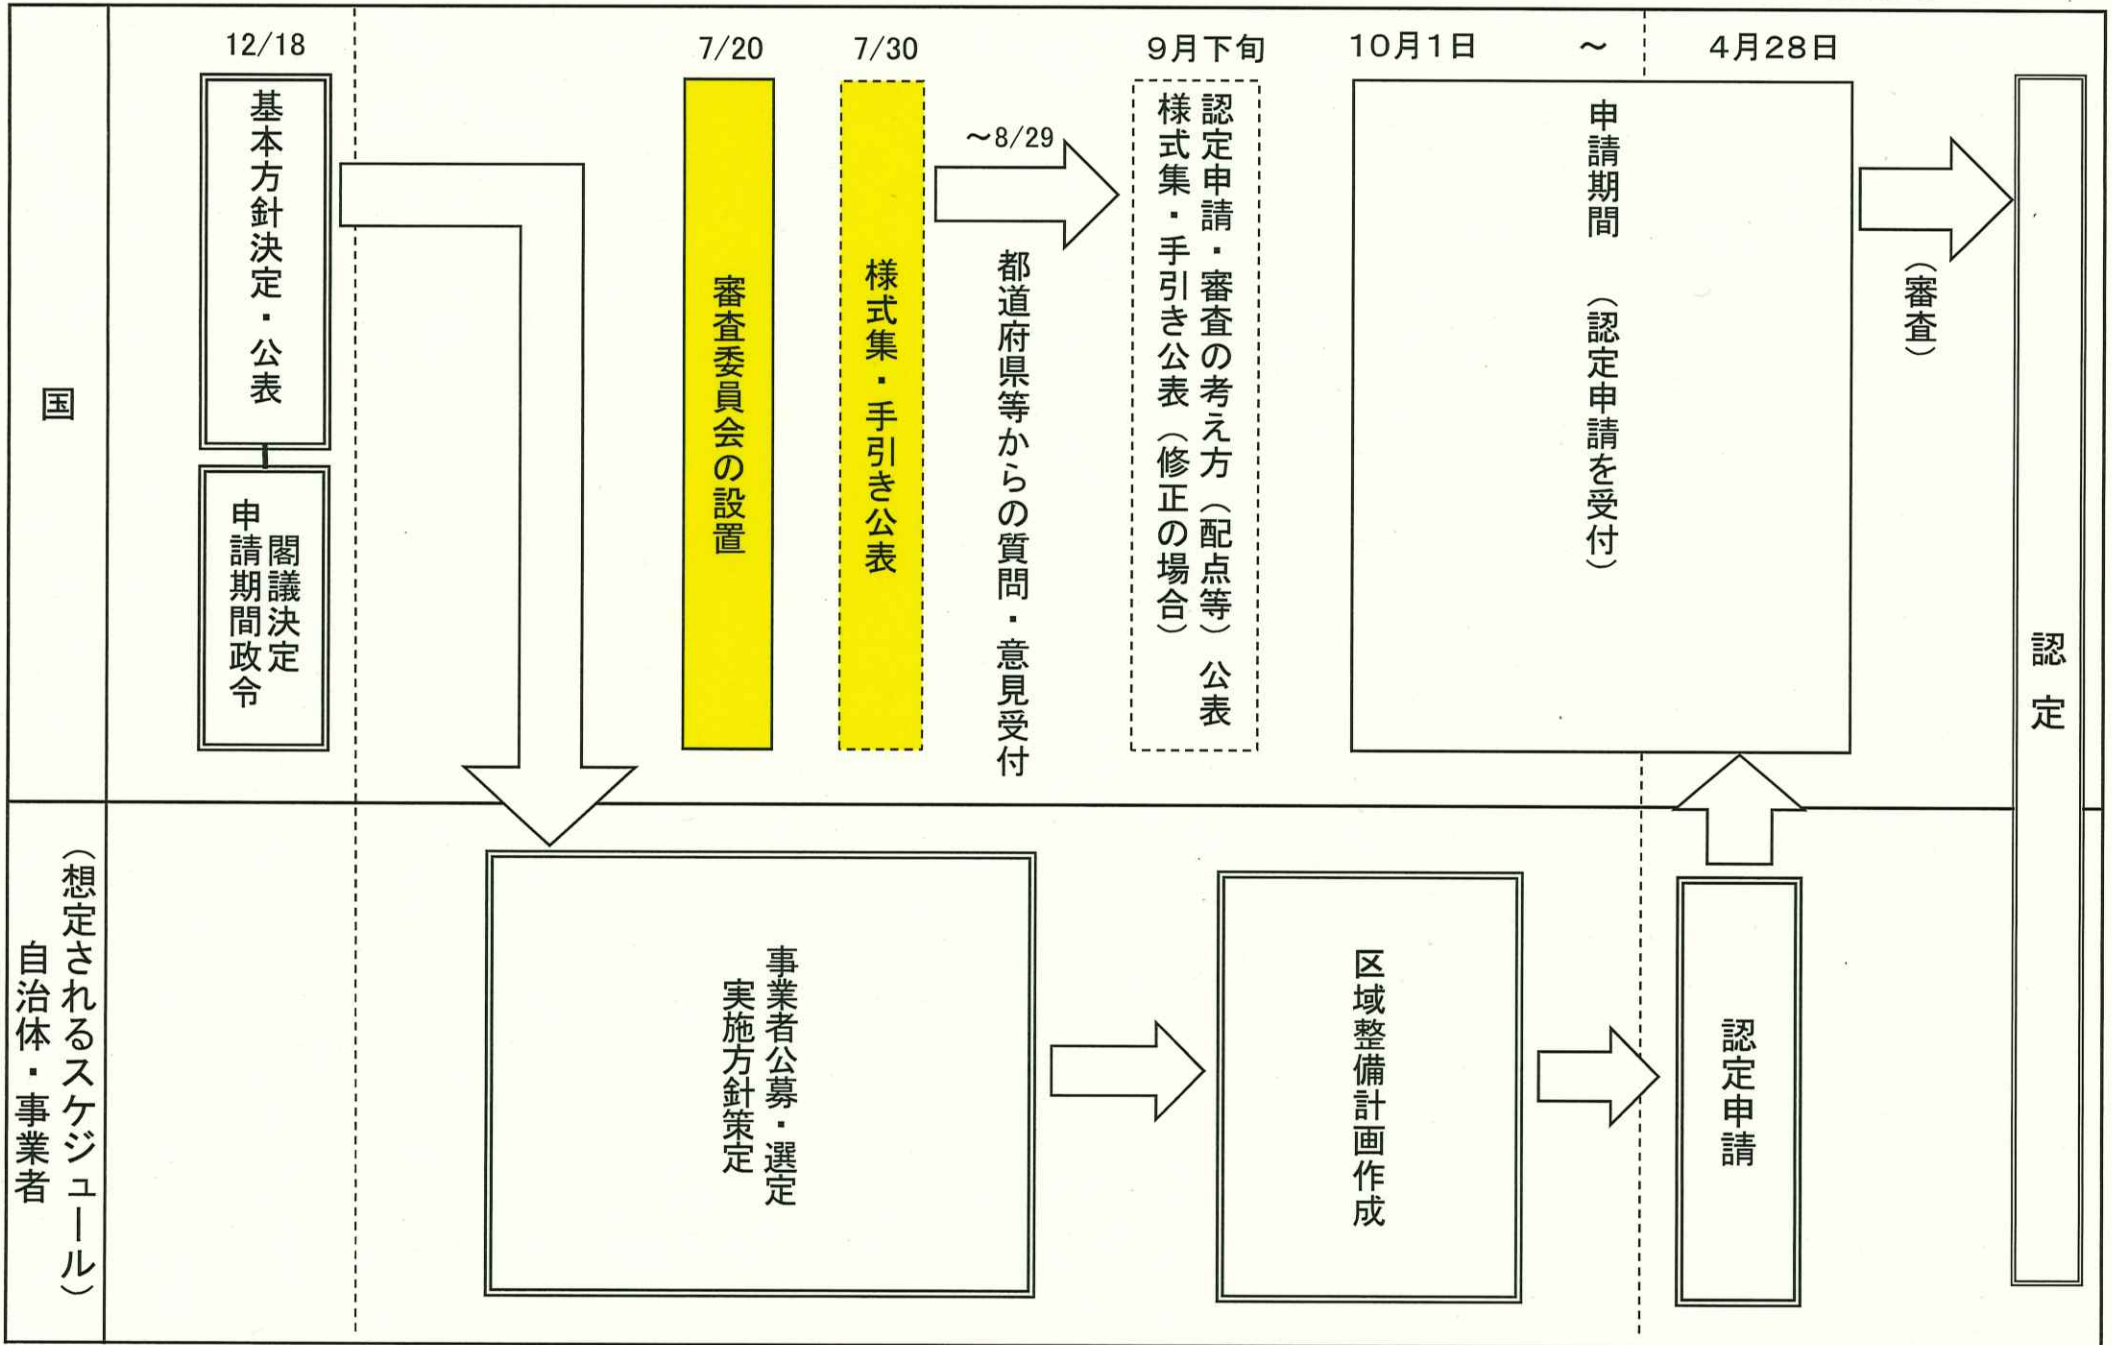 12/18
7/20
7/30
9月下旬
10月1日 ～ 4月28日
国
基本方針決定・公表
閣議決定
申請期間政令
審査委員会の設置
様式集・手引き公表
～8/29
都道府県等からの質問・意見受付
認定申請・審査の考え方（配点等）公表
様式集・手引き公表（修正の場合）
申請期間　（認定申請を受付）
（審査）
認定
（想定されるスケジュール）
自治体・事業者
事業者公募・選定
実施方針策定
区域整備計画作成
認定申請